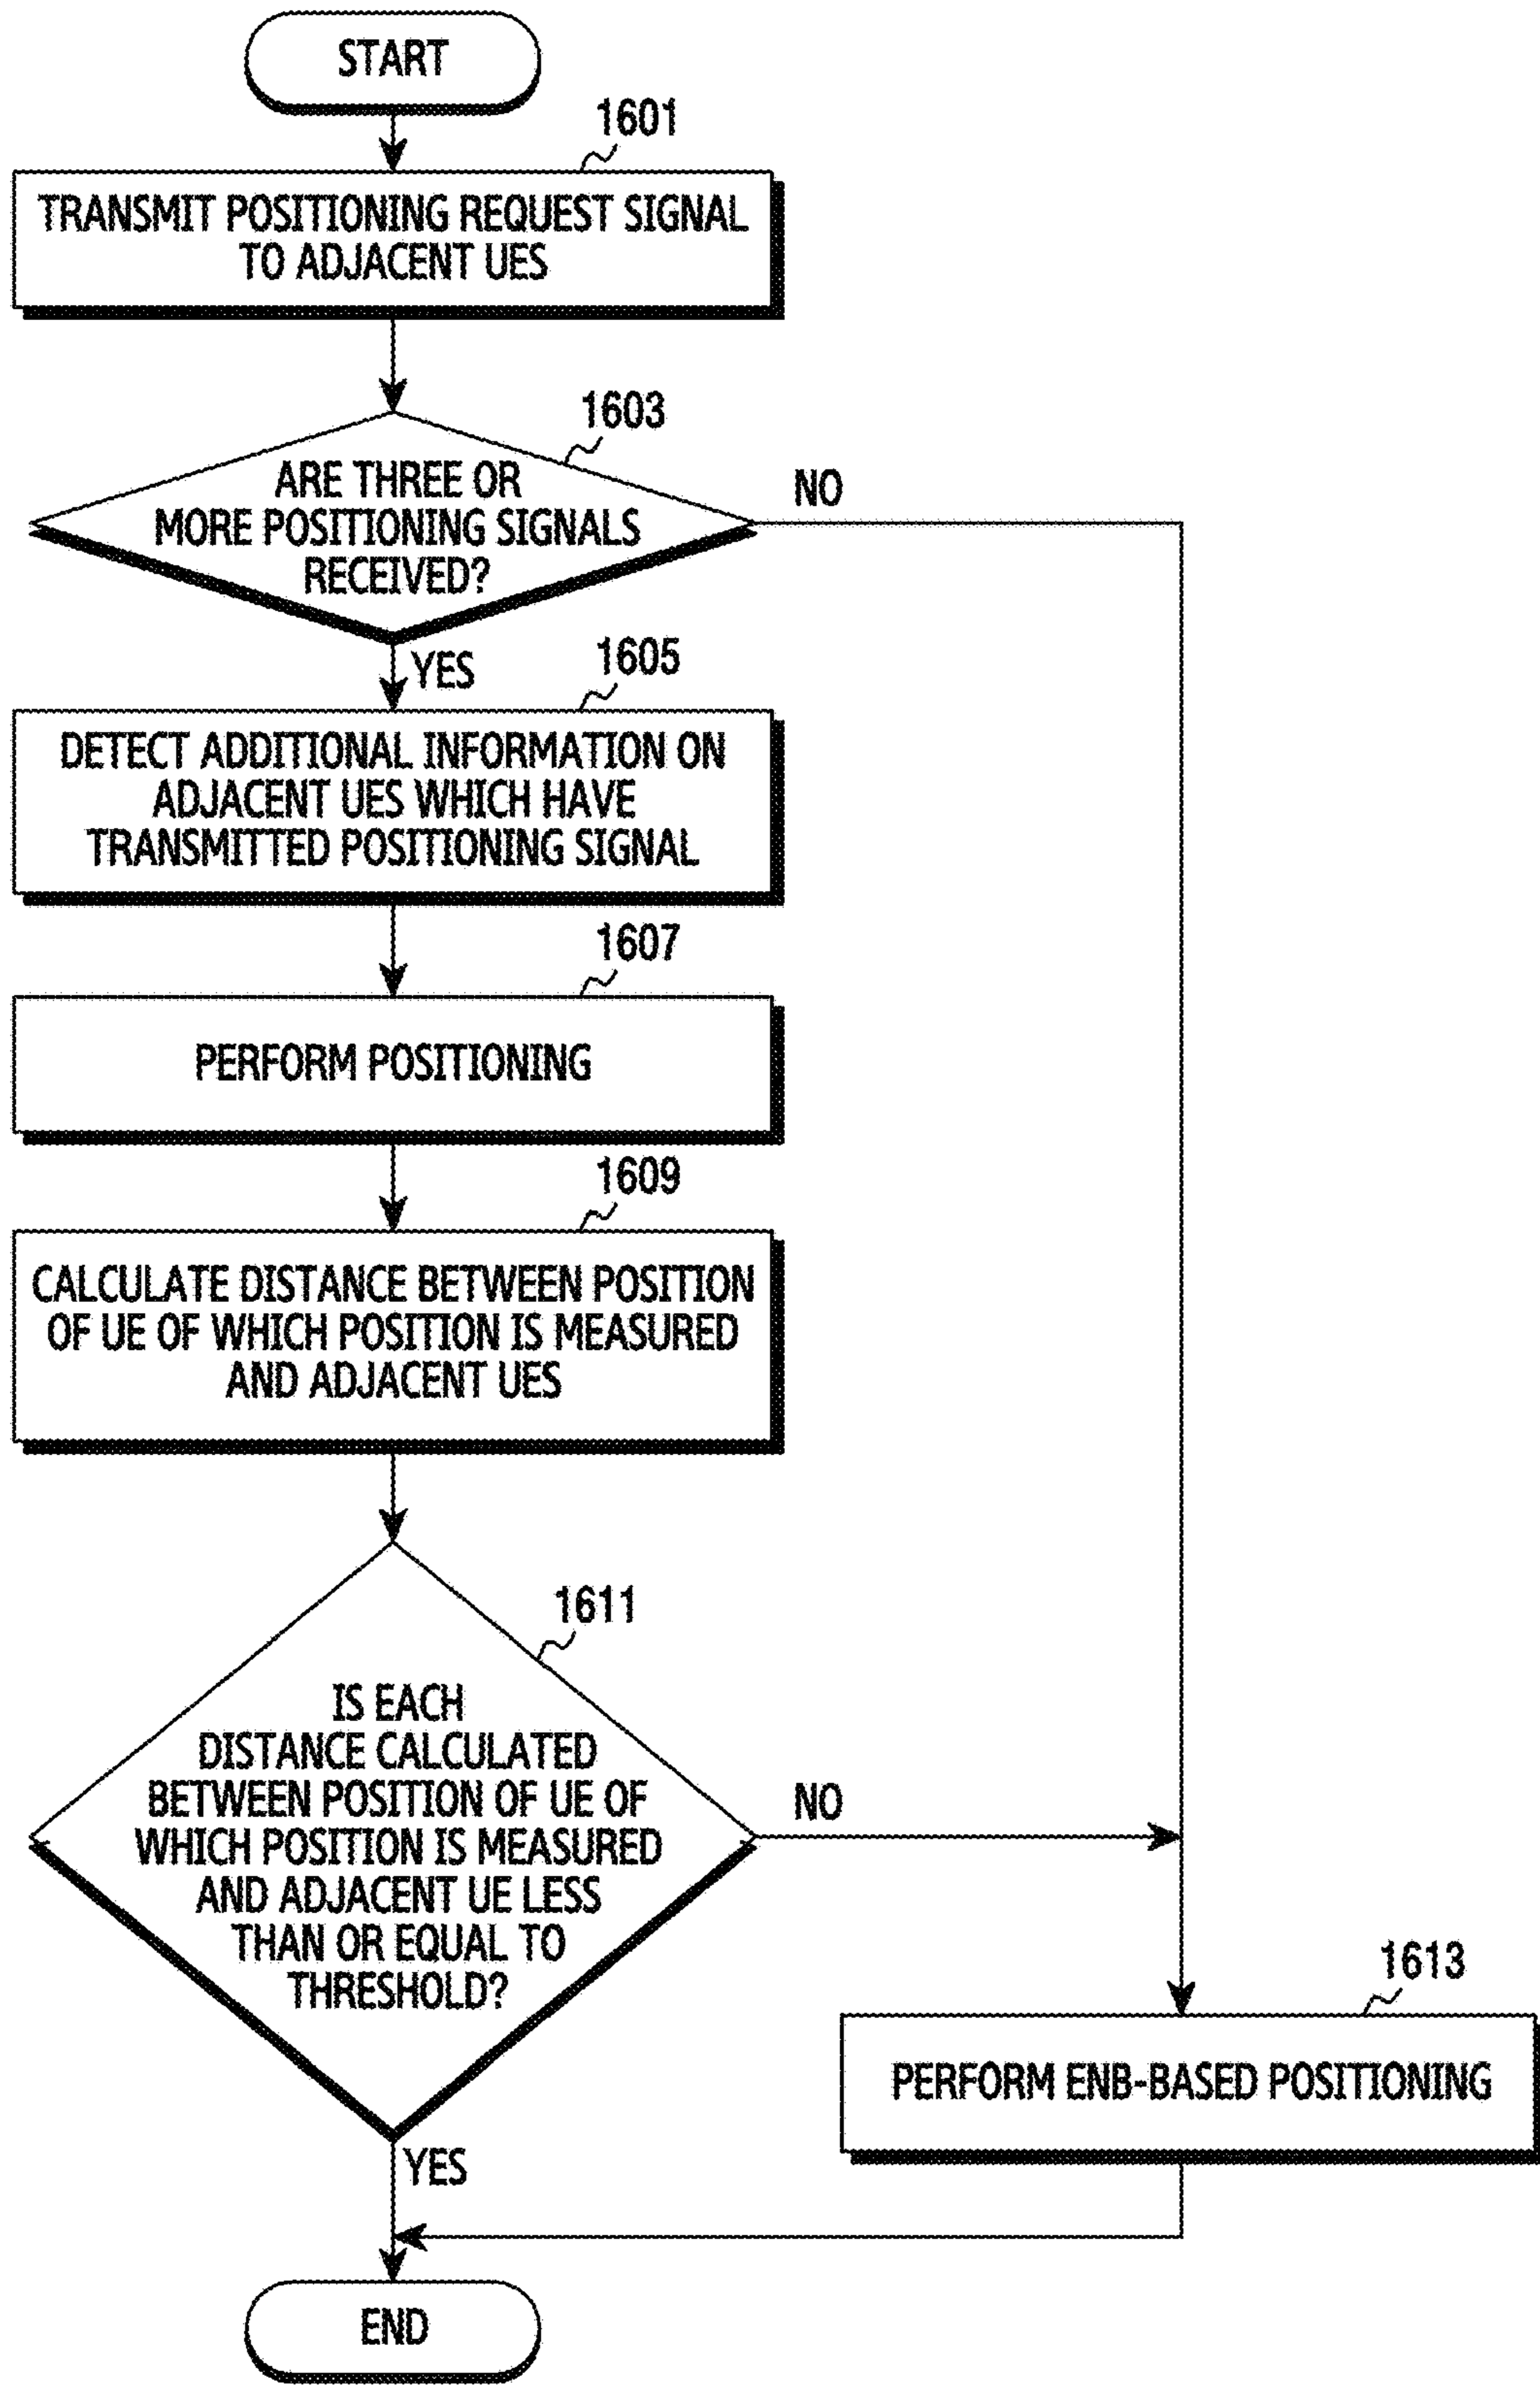 START
1601
TRANSMIT POSITIONING REQUEST SIGNAL
TO ADJACENT UES
1603
ARE THREE OR
MORE POSITIONING SIGNALS
RECEIVED?
NO
YES
1605
DETECT ADDITIONAL INFORMATION ON
ADJACENT UES WHICH HAVE
TRANSMITTED POSITIONING SIGNAL
1607
PERFORM POSITIONING
1609
CALCULATE DISTANCE BETWEEN POSITION
OF UE OF WHICH POSITION IS MEASURED
AND ADJACENT UES
1611
IS EACH
DISTANCE CALCULATED
BETWEEN POSITION OF UE OF
WHICH POSITION IS MEASURED
AND ADJACENT UE LESS
THAN OR EQUAL TO
THRESHOLD?
NO
1613
PERFORM ENB-BASED POSITIONING
YES
END